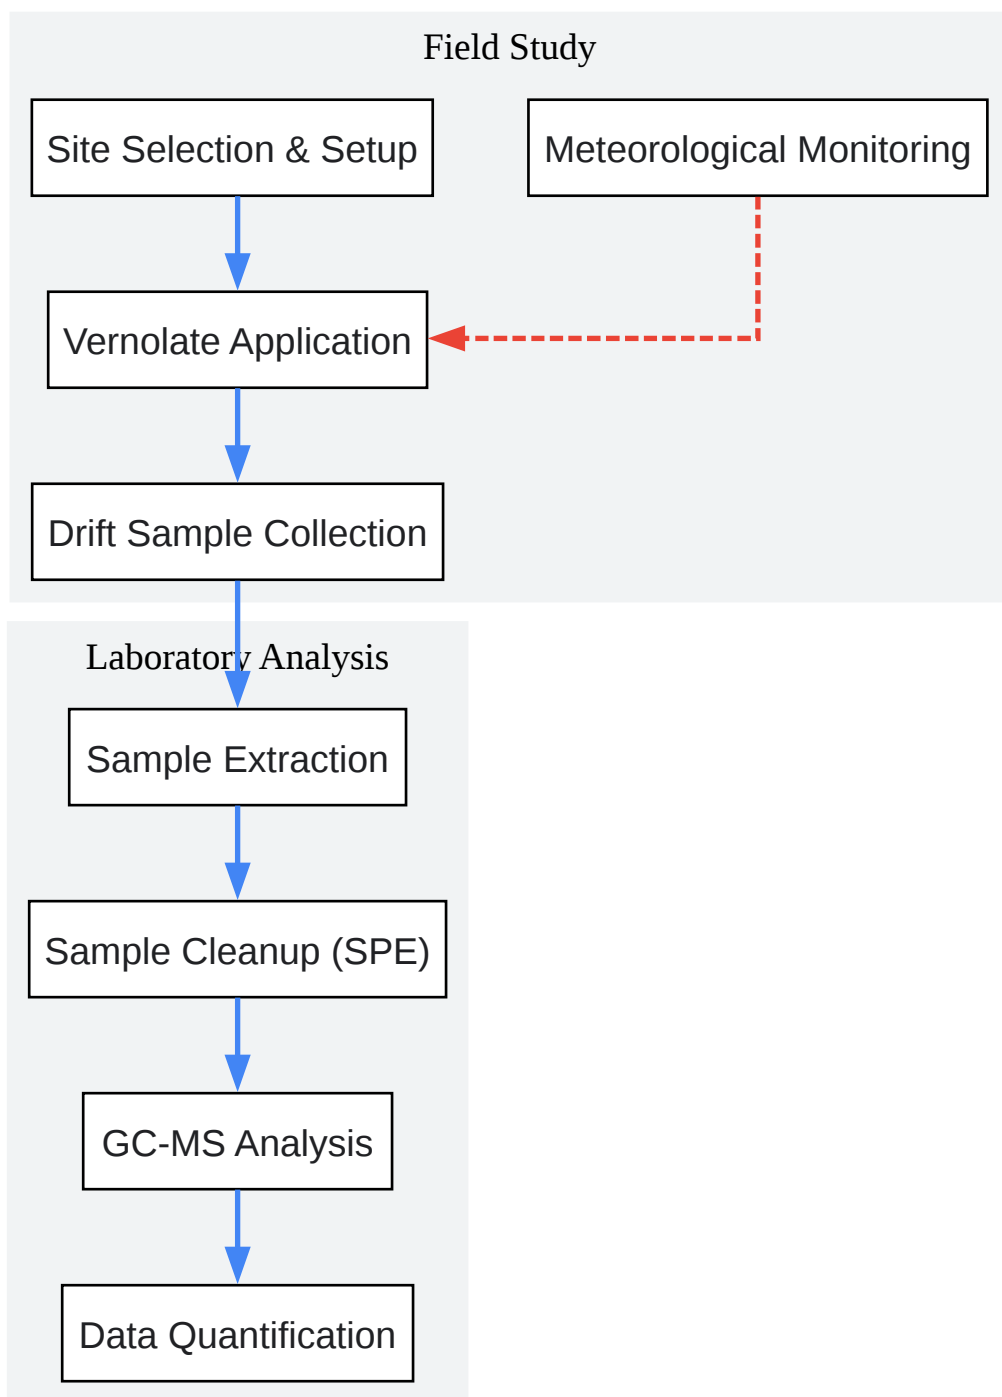 Field Study
Site Selection & Setup
Meteorological Monitoring
Vernolate Application
Drift Sample Collection
Laboratory Analysis
Sample Extraction
Sample Cleanup (SPE)
GC-MS Analysis
Data Quantification